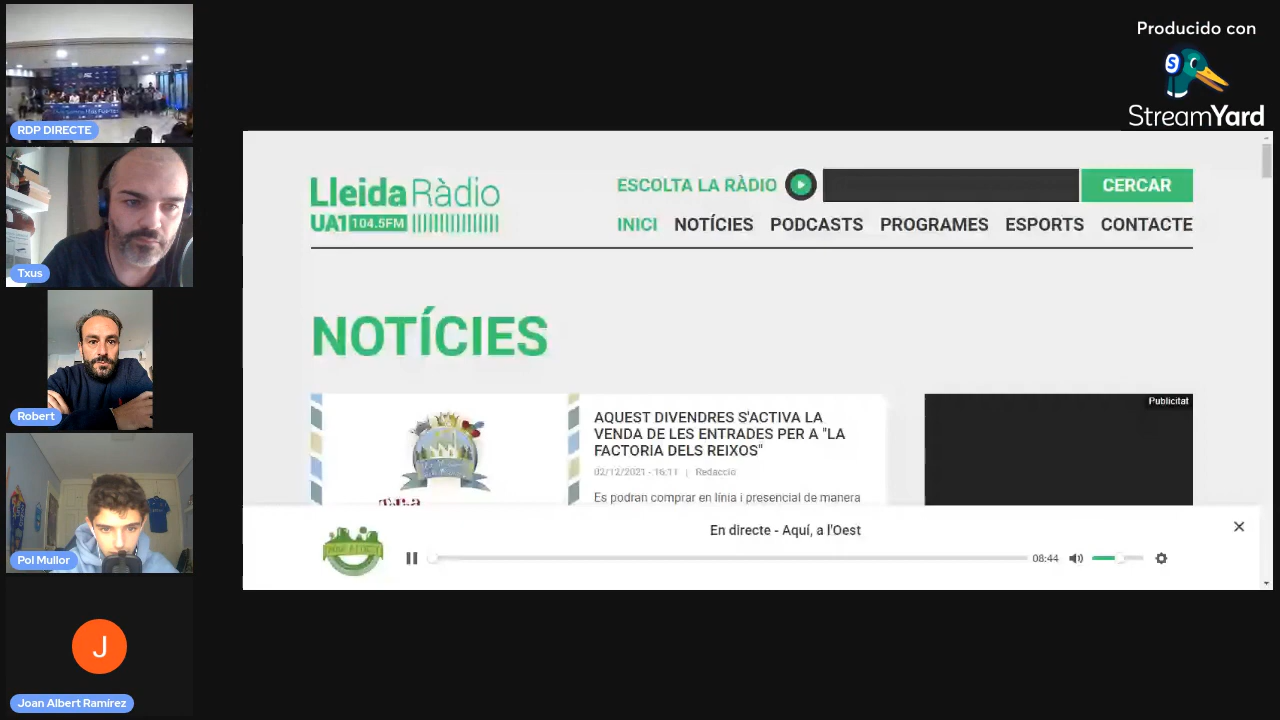 Producido con
StreamYard
RDP DIRECTE
Txus
Robert
Pol Mullor
J
Joan Albert Ramírez
Lleida Ràdio
UA1 104.5FM
ESCOLTA LA RÀDIO
CERCAR
INICI NOTÍCIES PODCASTS PROGRAMES ESPORTS CONTACTE
NOTÍCIES
AQUEST DIVENDRES S'ACTIVA LA
VENDA DE LES ENTRADES PER A "LA
FACTORIA DELS REIXOS"
02/12/2021 - 16:11 | Redacció
Es podran comprar en línia i presencial de manera
Publicitat
En directe - Aquí, a l'Oest
08:44